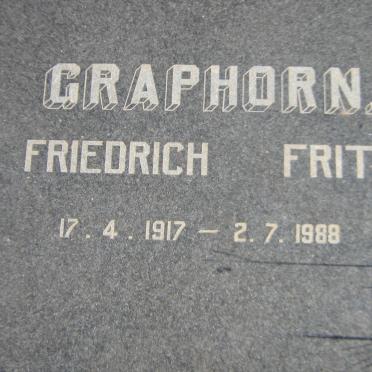 GRAPHORN
FRIEDRICH FRIT
17.4.1917 – 2.7.1988